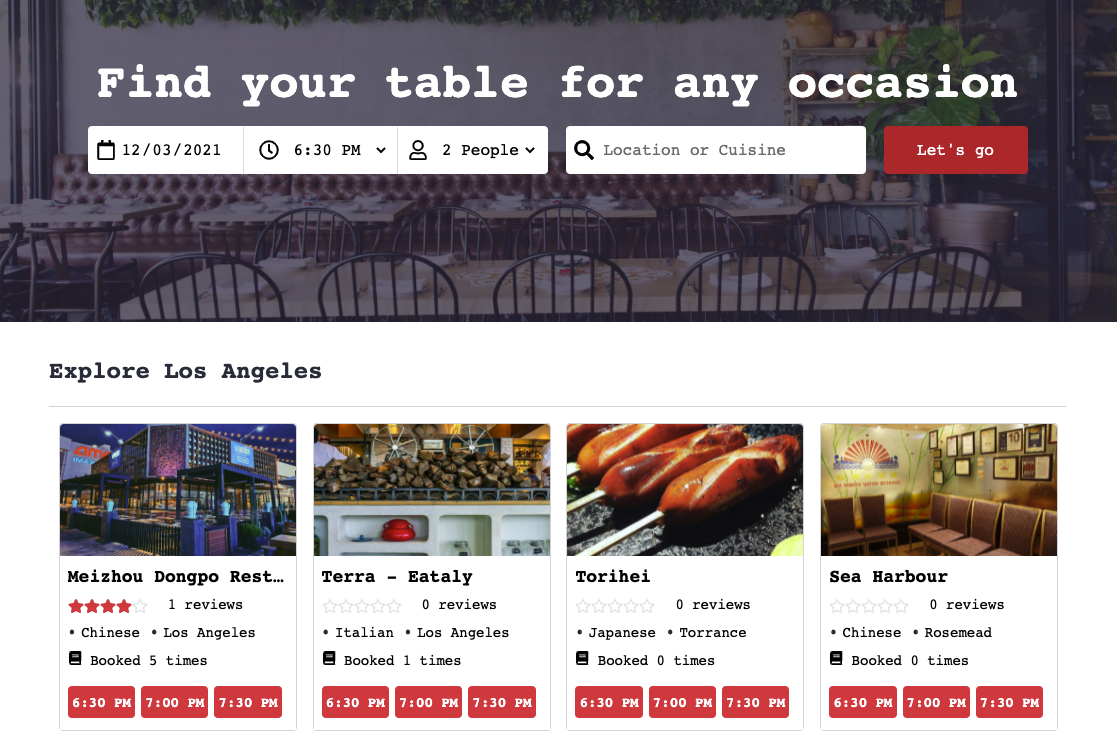 Find your table for any occasion
12/03/2021 6:30 PM 2 People Location or Cuisine Let's go
Explore Los Angeles
Meizhou Dongpo Rest…
1 reviews
• Chinese • Los Angeles
Booked 5 times
6:30 PM 7:00 PM 7:30 PM
Terra - Eataly
0 reviews
• Italian • Los Angeles
Booked 1 times
6:30 PM 7:00 PM 7:30 PM
Torihei
0 reviews
• Japanese • Torrance
Booked 0 times
6:30 PM 7:00 PM 7:30 PM
Sea Harbour
0 reviews
• Chinese • Rosemead
Booked 0 times
6:30 PM 7:00 PM 7:30 PM